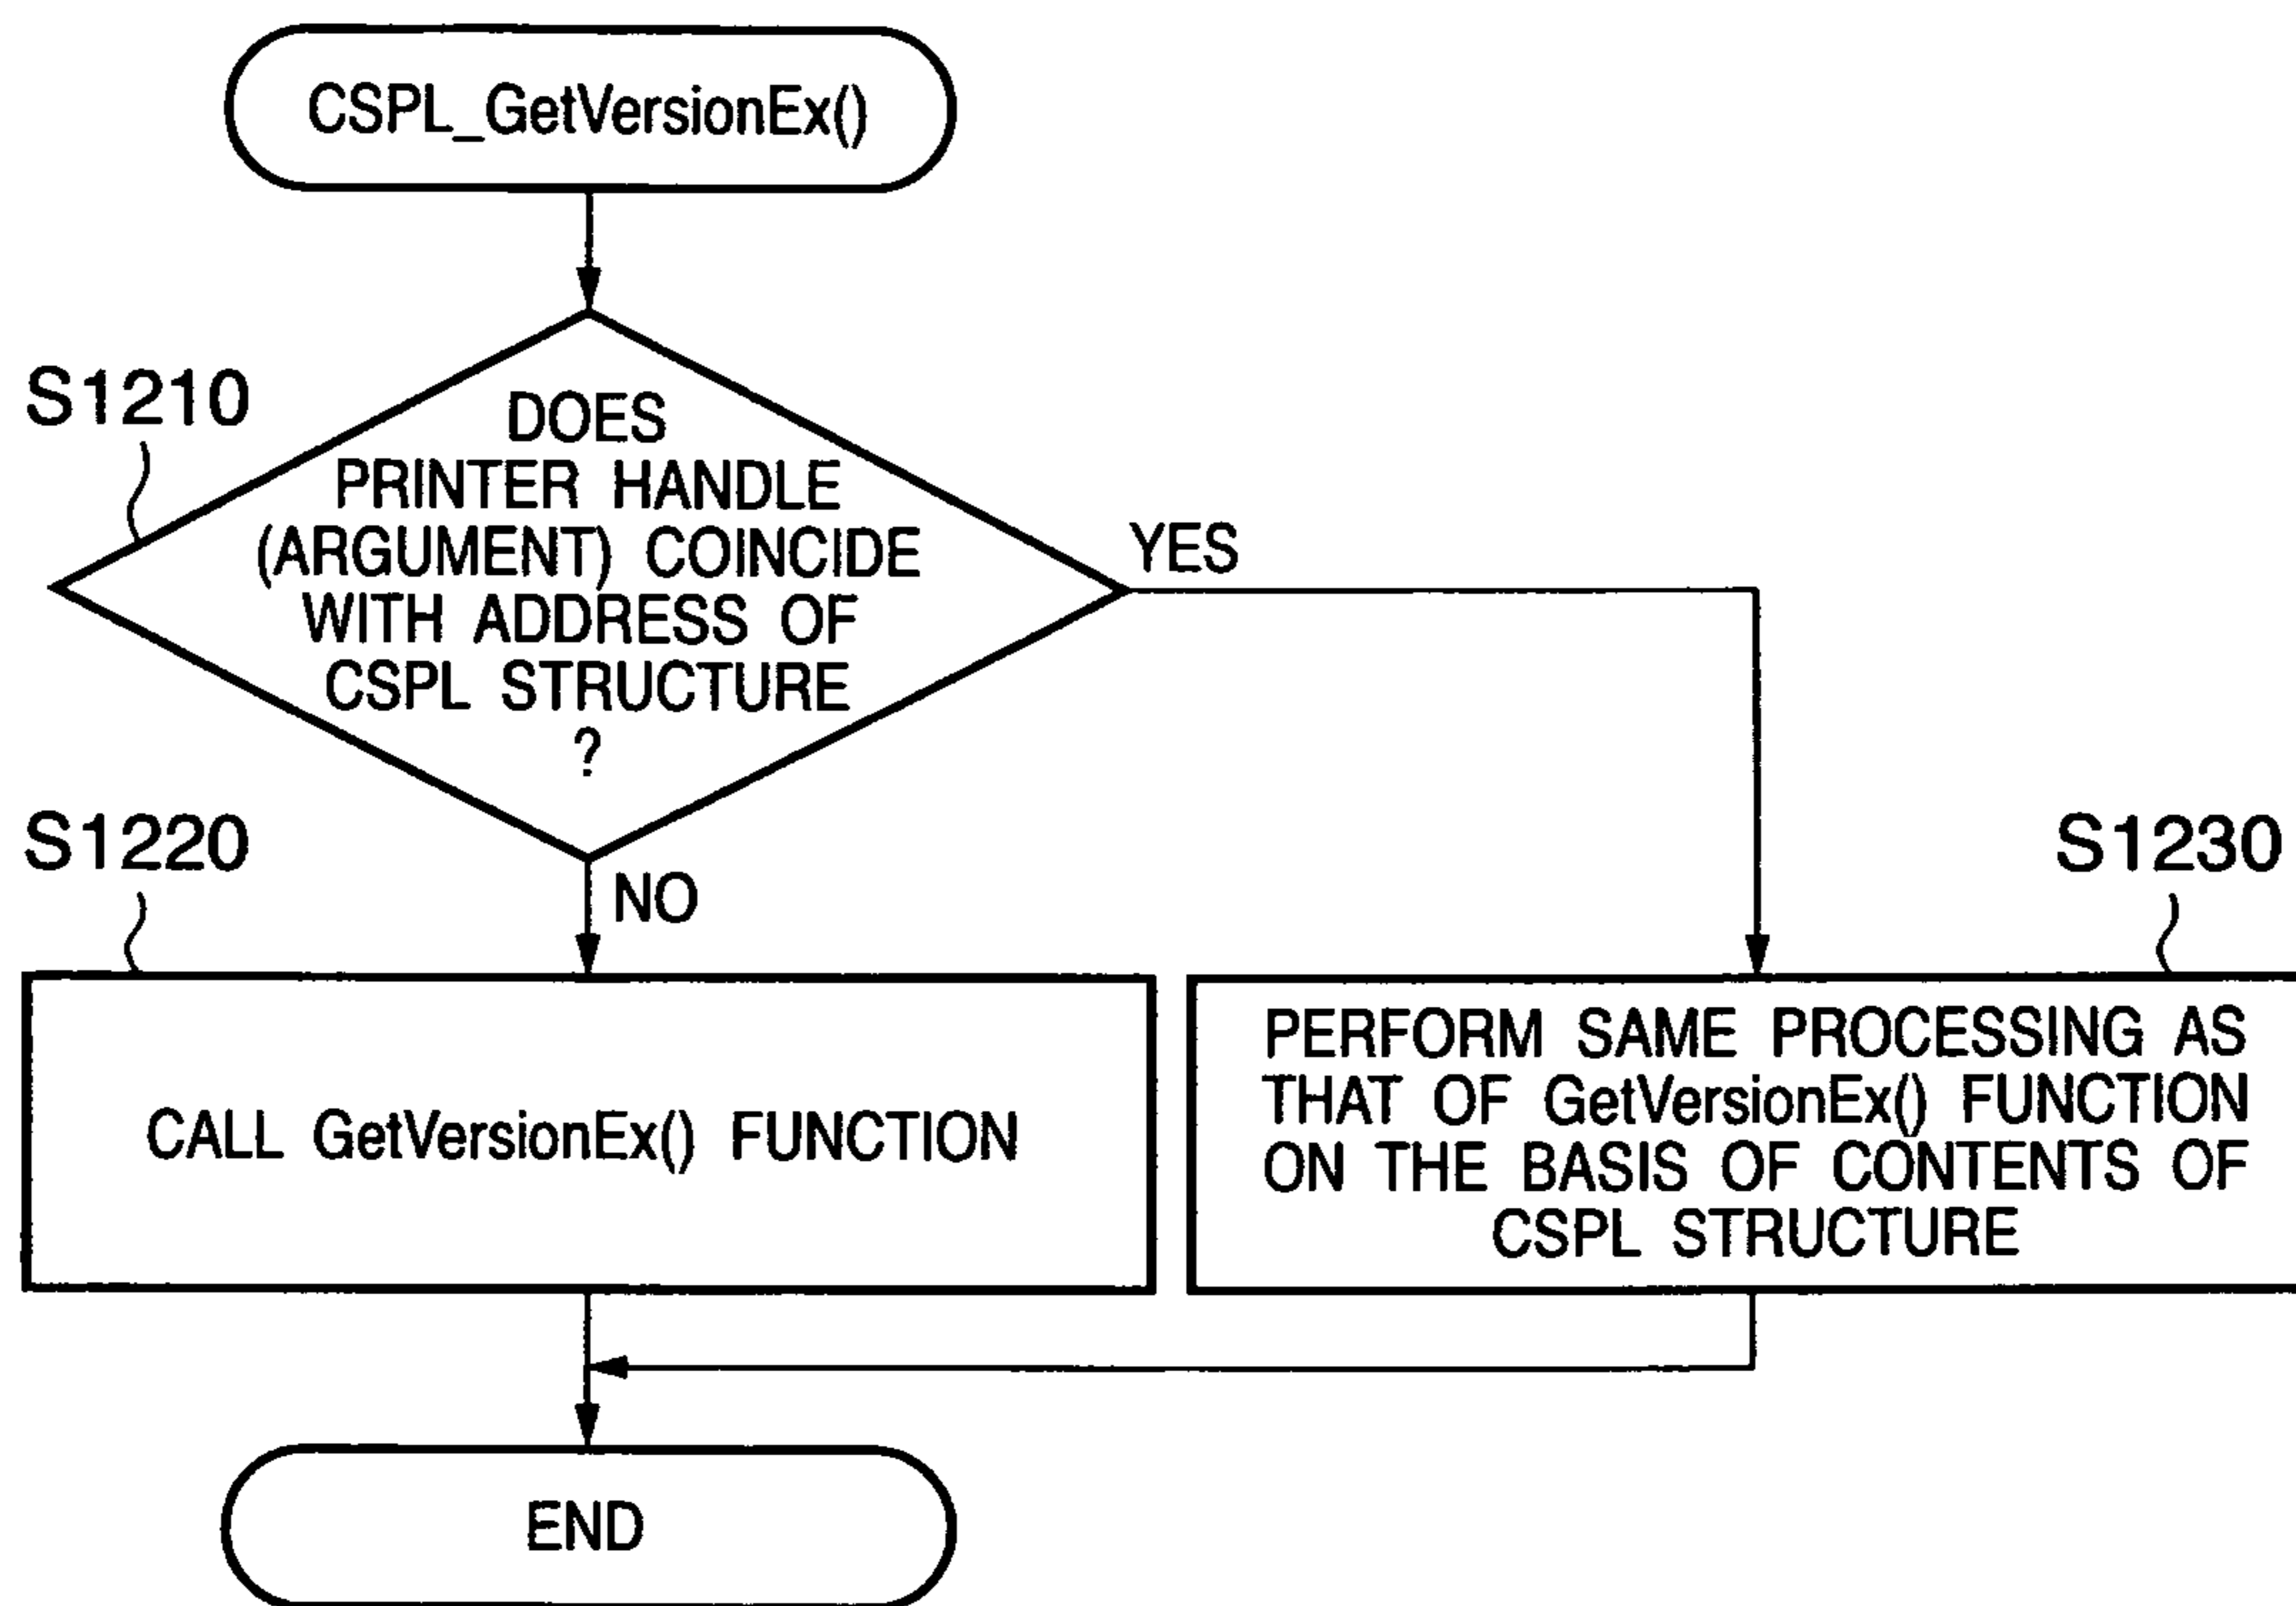 CSPL_GetVersionEx()
S1210
DOES
PRINTER HANDLE
(ARGUMENT) COINCIDE
WITH ADDRESS OF
CSPL STRUCTURE
?
YES
NO
S1220
CALL GetVersionEx() FUNCTION
S1230
PERFORM SAME PROCESSING AS
THAT OF GetVersionEx() FUNCTION
ON THE BASIS OF CONTENTS OF
CSPL STRUCTURE
END